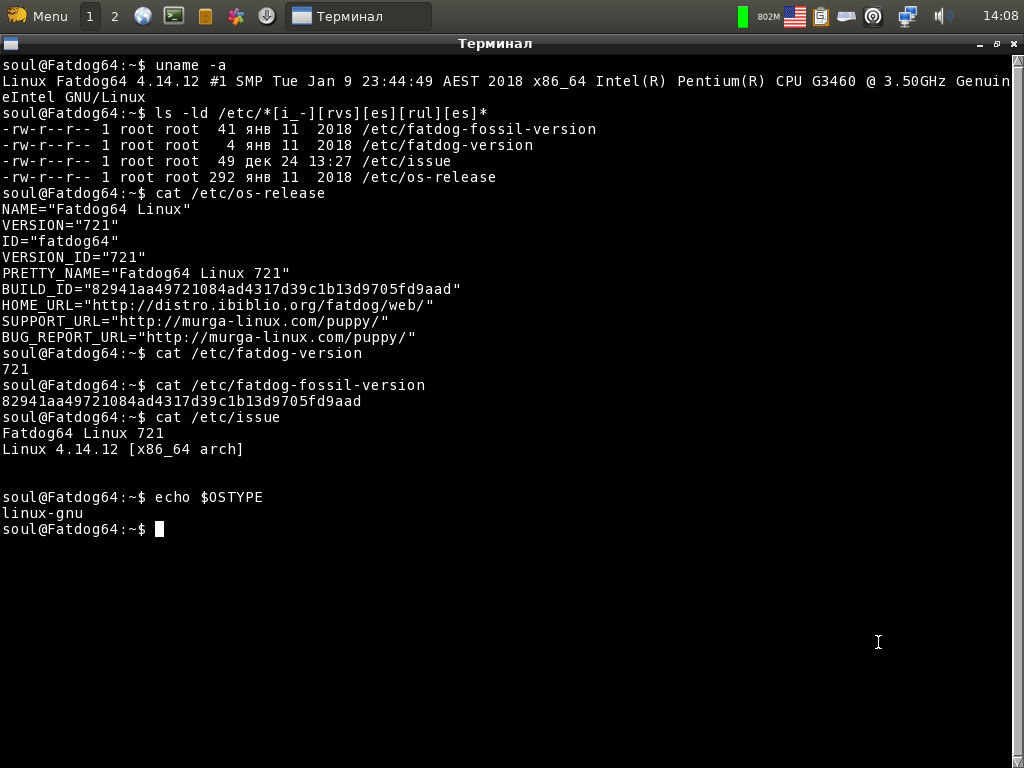 Menu 1 2 Терминал 802M 14:08
Терминал
soul@Fatdog64:~$ uname -a
Linux Fatdog64 4.14.12 #1 SMP Tue Jan 9 23:44:49 AEST 2018 x86_64 Intel(R) Pentium(R) CPU G3460 @ 3.50GHz Genuin
eIntel GNU/Linux
soul@Fatdog64:~$ ls -ld /etc/*[i_-][rvs][es][rul][es]*
-rw-r--r-- 1 root root  41 янв 11  2018 /etc/fatdog-fossil-version
-rw-r--r-- 1 root root   4 янв 11  2018 /etc/fatdog-version
-rw-r--r-- 1 root root  49 дек 24 13:27 /etc/issue
-rw-r--r-- 1 root root 292 янв 11  2018 /etc/os-release
soul@Fatdog64:~$ cat /etc/os-release
NAME="Fatdog64 Linux"
VERSION="721"
ID="fatdog64"
VERSION_ID="721"
PRETTY_NAME="Fatdog64 Linux 721"
BUILD_ID="82941aa49721084ad4317d39c1b13d9705fd9aad"
HOME_URL="http://distro.ibiblio.org/fatdog/web/"
SUPPORT_URL="http://murga-linux.com/puppy/"
BUG_REPORT_URL="http://murga-linux.com/puppy/"
soul@Fatdog64:~$ cat /etc/fatdog-version
721
soul@Fatdog64:~$ cat /etc/fatdog-fossil-version
82941aa49721084ad4317d39c1b13d9705fd9aad
soul@Fatdog64:~$ cat /etc/issue
Fatdog64 Linux 721
Linux 4.14.12 [x86_64 arch]
soul@Fatdog64:~$ echo $OSTYPE
linux-gnu
soul@Fatdog64:~$